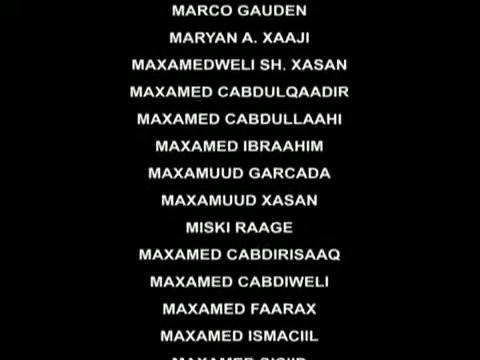 MARCO GAUDEN
MARYAN A. XAAJI
MAXAMEDWELI SH. XASAN
MAXAMED CABDULQAADIR
MAXAMED CABDULLAAHI
MAXAMED IBRAAHIM
MAXAMUUD GARCADA
MAXAMUUD XASAN
MISKI RAAGE
MAXAMED CABDIRISAAQ
MAXAMED CABDIWELI
MAXAMED FAARAX
MAXAMED ISMACIIL
MAXAMED